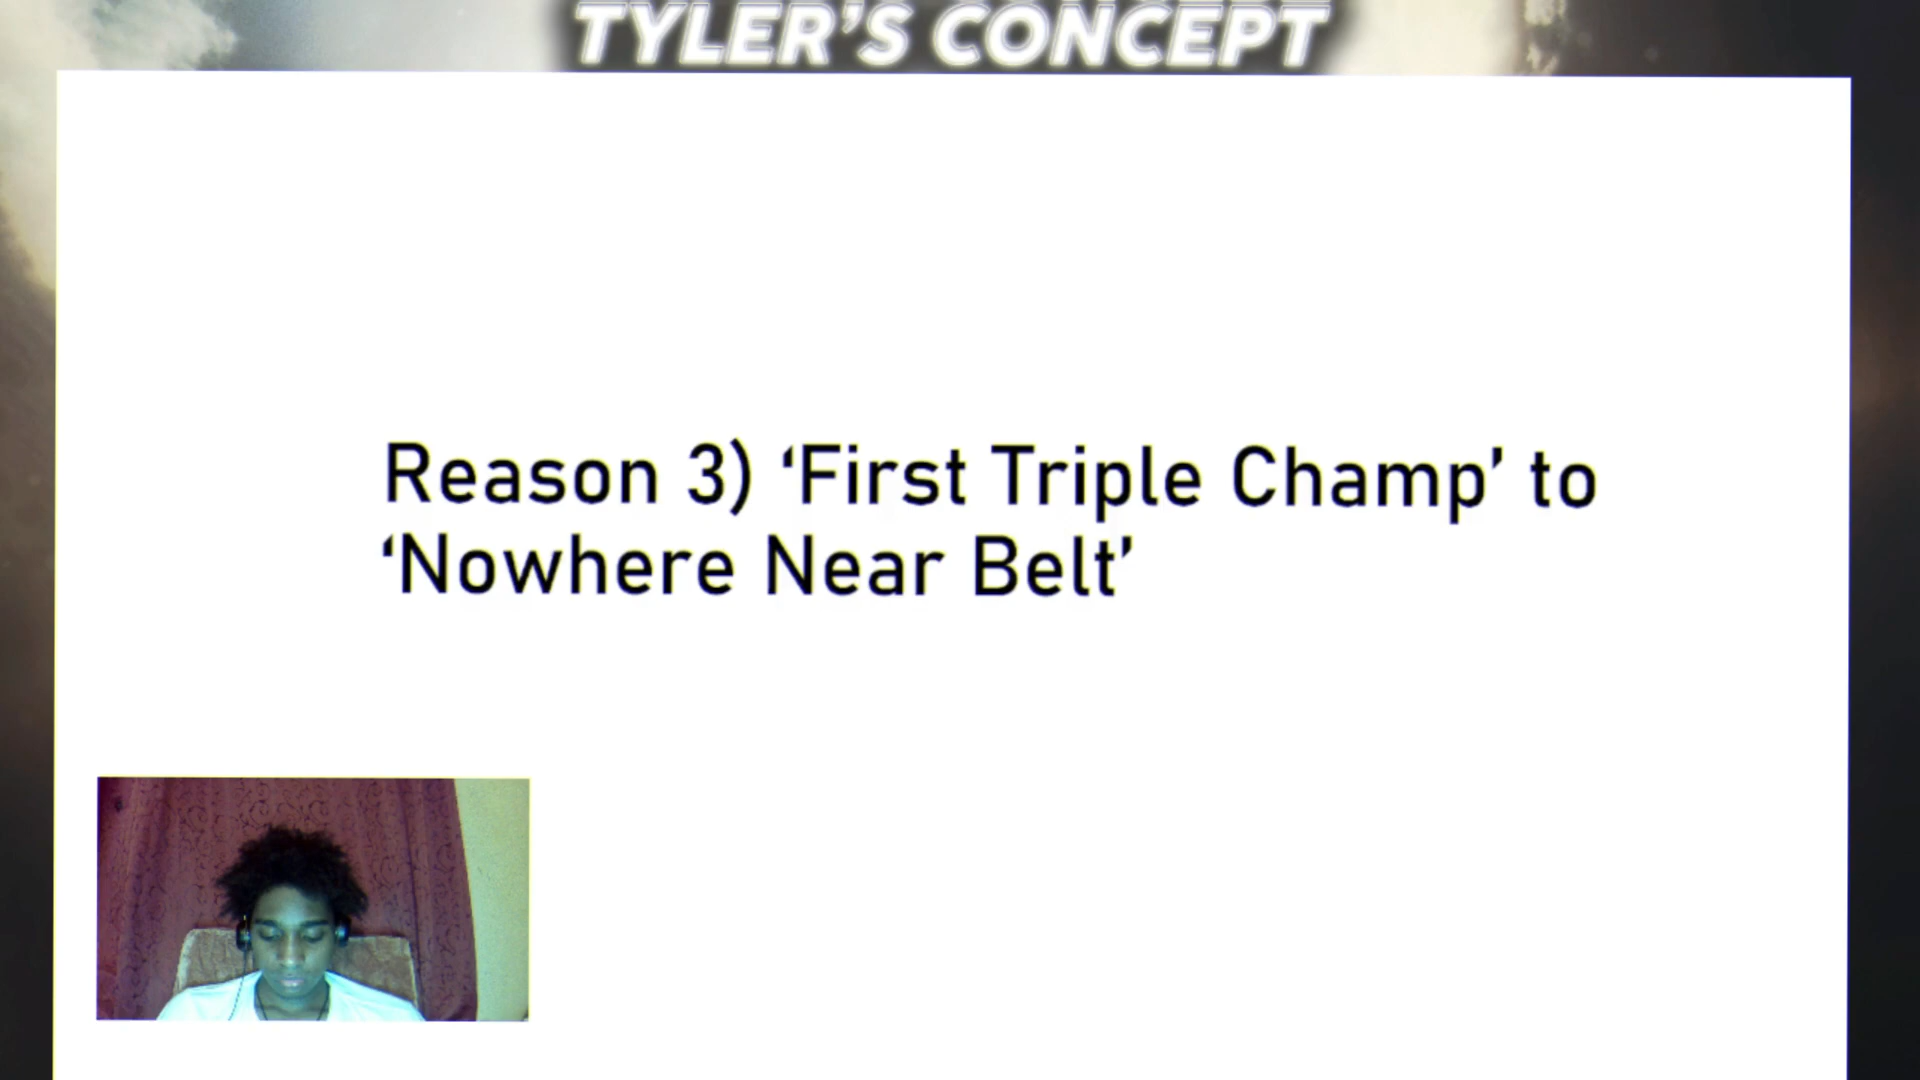 TYLER’S CONCEPT
Reason 3) ‘First Triple Champ’ to
‘Nowhere Near Belt’